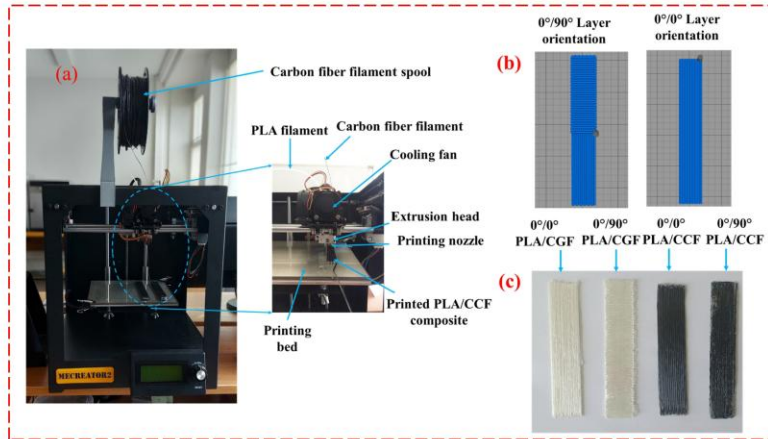 (a)
Carbon fiber filament spool
PLA filament
Carbon fiber filament
Cooling fan
Extrusion head
Printing nozzle
Printed PLA/CCF
composite
Printing
bed
MECREATOR2
(b)
0°/90° Layer
orientation
0°/0° Layer
orientation
0°/0°
PLA/CGF
0°/90°
PLA/CGF
0°/0°
PLA/CCF
0°/90°
PLA/CCF
(c)